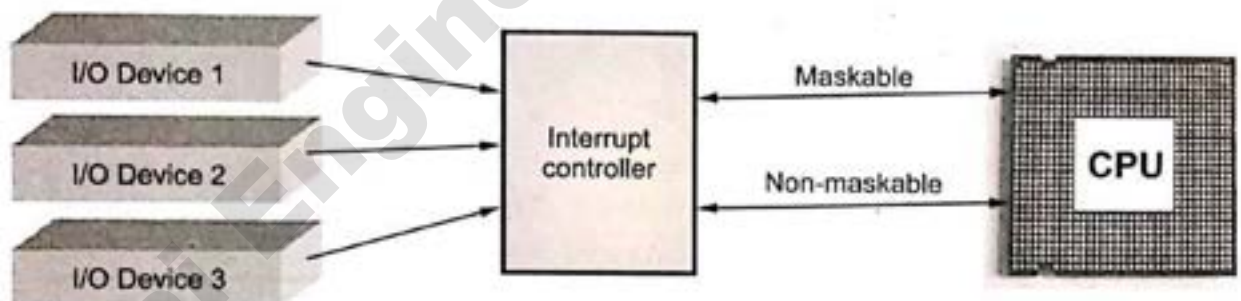 I/O Device 1
I/O Device 2
I/O Device 3
Interrupt
controller
Maskable
Non-maskable
CPU